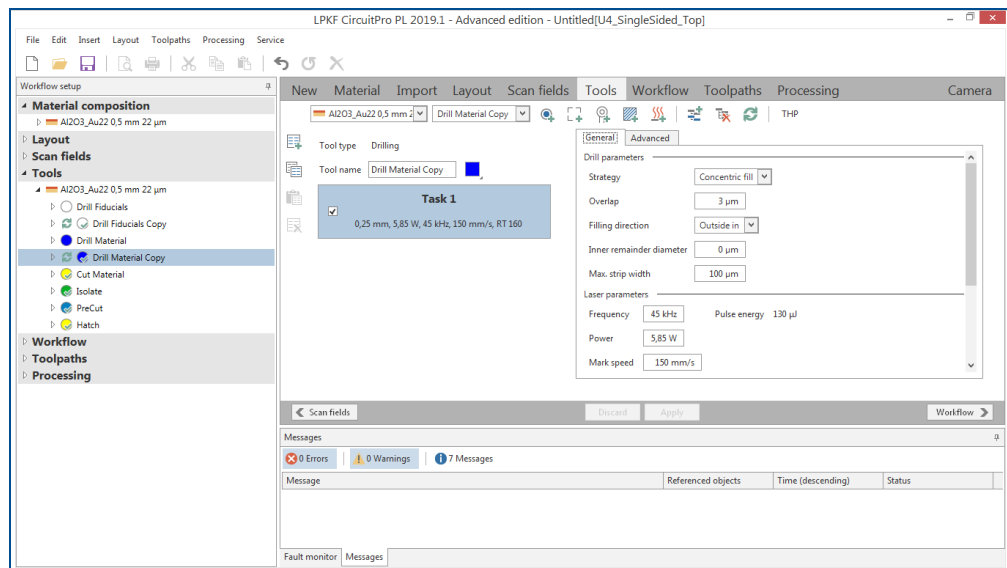 LPKF CircuitPro PL 2019.1 - Advanced edition - Untitled[U4_SingleSided_Top]
File Edit Insert Layout Toolpaths Processing Service
Workflow setup
Material composition
Al2O3_Au22 0,5 mm 22 µm
Layout
Scan fields
Tools
Al2O3_Au22 0,5 mm 22 µm
Drill Fiducials
Drill Fiducials Copy
Drill Material
Drill Material Copy
Cut Material
Isolate
PreCut
Hatch
Workflow
Toolpaths
Processing
New Material Import Layout Scan fields Tools Workflow Toolpaths Processing Camera
Al2O3_Au22 0,5 mm 2 Drill Material Copy THP
Tool type Drilling
Tool name Drill Material Copy
Task 1
0,25 mm, 5,85 W, 45 kHz, 150 mm/s, RT 160
General Advanced
Drill parameters
Strategy Concentric fill
Overlap 3 µm
Filling direction Outside in
Inner remainder diameter 0 µm
Max. strip width 100 µm
Laser parameters
Frequency 45 kHz Pulse energy 130 µJ
Power 5,85 W
Mark speed 150 mm/s
Scan fields Discard Apply Workflow
Messages
0 Errors 0 Warnings 7 Messages
Message Referenced objects Time (descending) Status
Fault monitor Messages